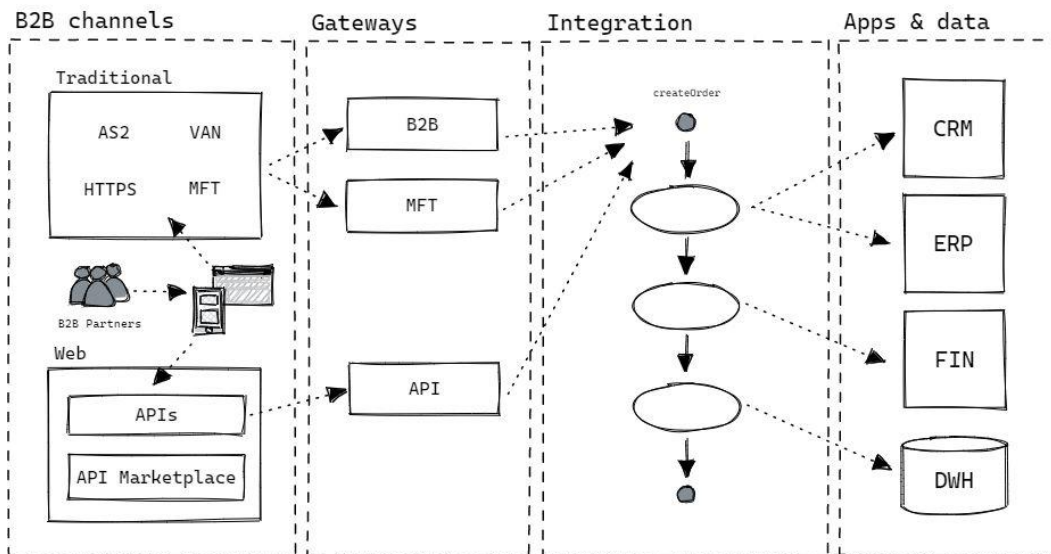 B2B channels
Gateways
Integration
Apps & data
Traditional
AS2
VAN
HTTPS
MFT
B2B Partners
Web
APIs
API Marketplace
B2B
MFT
API
createOrder
CRM
ERP
FIN
DWH